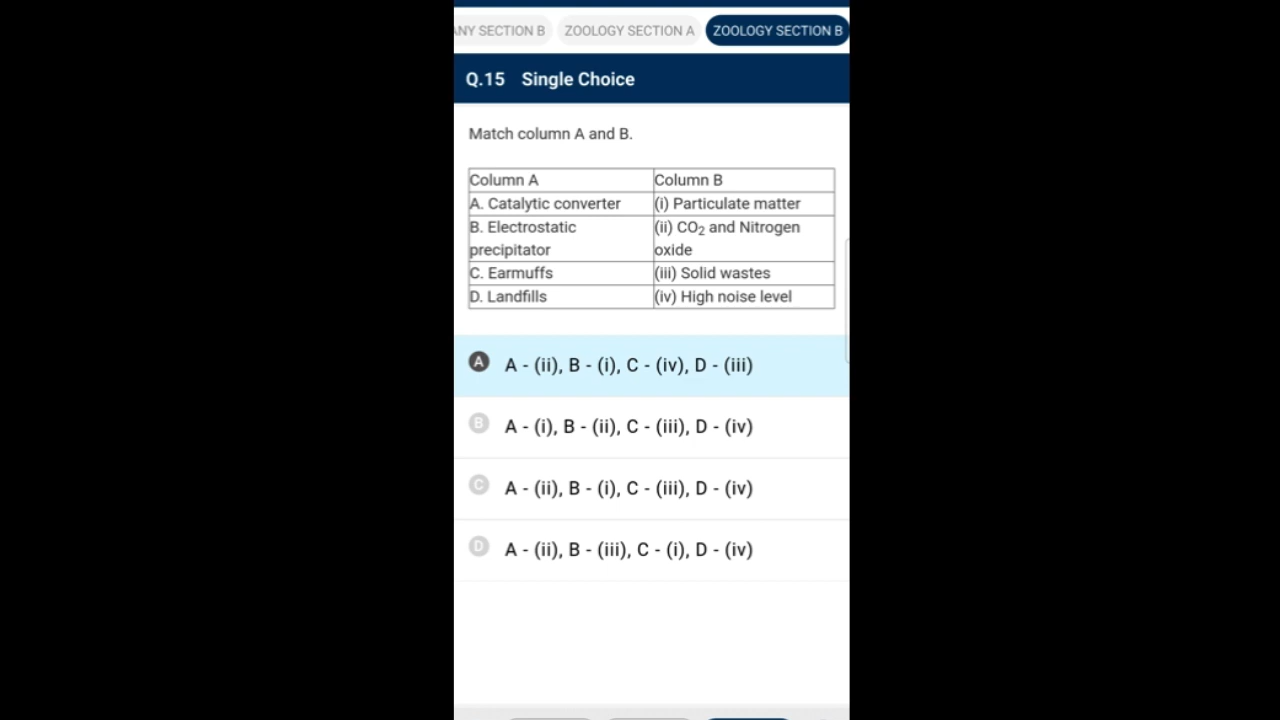 ANY SECTION B ZOOLOGY SECTION A ZOOLOGY SECTION B
Q.15 Single Choice
Match column A and B.
Column A Column B
A. Catalytic converter (i) Particulate matter
B. Electrostatic precipitator (ii) CO₂ and Nitrogen oxide
C. Earmuffs (iii) Solid wastes
D. Landfills (iv) High noise level
A A - (ii), B - (i), C - (iv), D - (iii)
B A - (i), B - (ii), C - (iii), D - (iv)
C A - (ii), B - (i), C - (iii), D - (iv)
D A - (ii), B - (iii), C - (i), D - (iv)